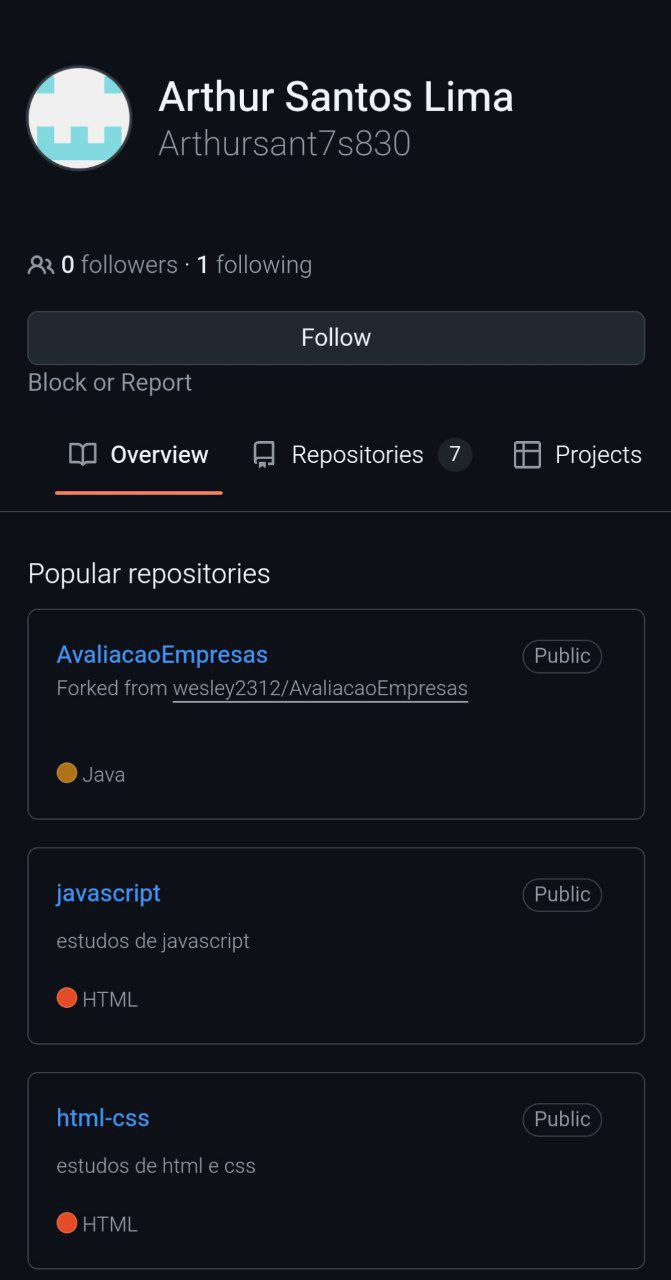 Arthur Santos Lima
Arthursant7s830
0 followers · 1 following
Follow
Block or Report
Overview Repositories 7 Projects
Popular repositories
AvaliacaoEmpresas Public
Forked from wesley2312/AvaliacaoEmpresas
Java
javascript Public
estudos de javascript
HTML
html-css Public
estudos de html e css
HTML